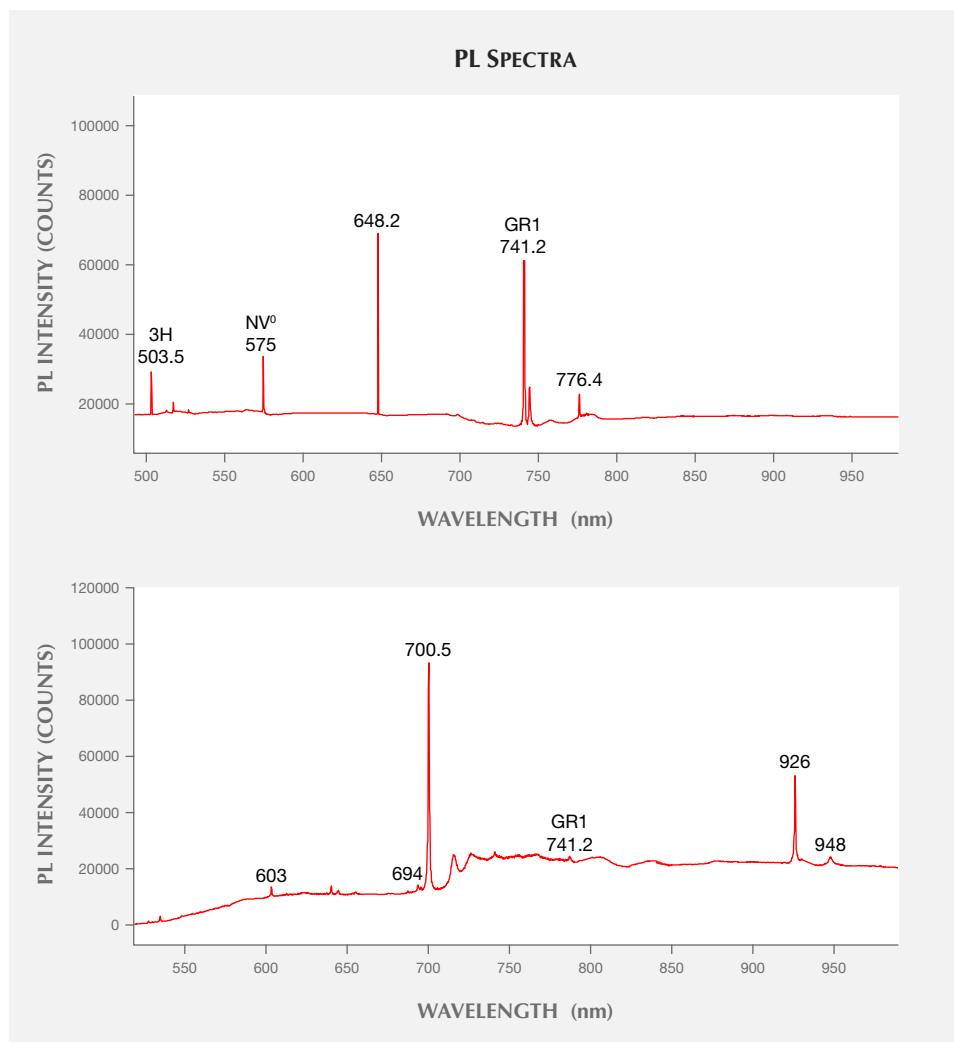 PL SPECTRA
PL INTENSITY (COUNTS)
100000
80000
60000
40000
20000
3H
503.5
NV⁰
575
648.2
GR1
741.2
776.4
500 550 600 650 700 750 800 850 900 950
WAVELENGTH (nm)
PL INTENSITY (COUNTS)
120000
100000
80000
60000
40000
20000
0
603
694
700.5
GR1
741.2
926
948
550 600 650 700 750 800 850 900 950
WAVELENGTH (nm)